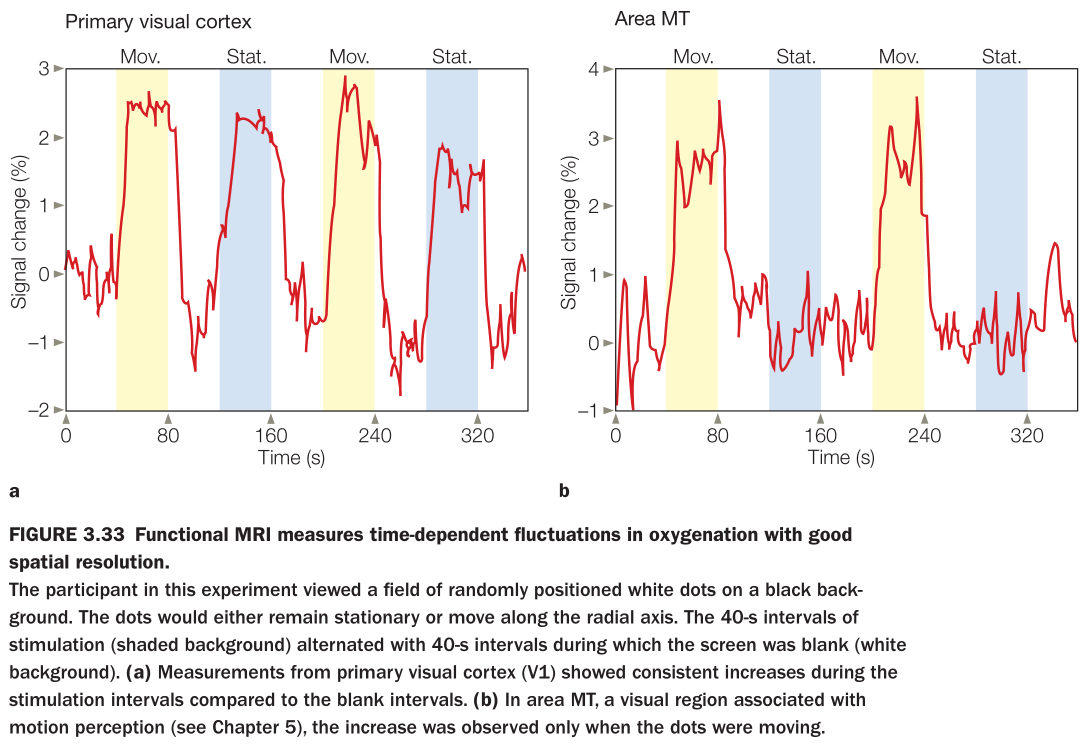 Primary visual cortex
Mov. Stat. Mov. Stat.
3
2
1
0
−1
−2
Signal change (%)
0 80 160 240 320
Time (s)
a
Area MT
Mov. Stat. Mov. Stat.
4
3
2
1
0
−1
Signal change (%)
0 80 160 240 320
Time (s)
b
FIGURE 3.33 Functional MRI measures time-dependent fluctuations in oxygenation with good
spatial resolution.
The participant in this experiment viewed a field of randomly positioned white dots on a black back-
ground. The dots would either remain stationary or move along the radial axis. The 40-s intervals of
stimulation (shaded background) alternated with 40-s intervals during which the screen was blank (white
background). (a) Measurements from primary visual cortex (V1) showed consistent increases during the
stimulation intervals compared to the blank intervals. (b) In area MT, a visual region associated with
motion perception (see Chapter 5), the increase was observed only when the dots were moving.